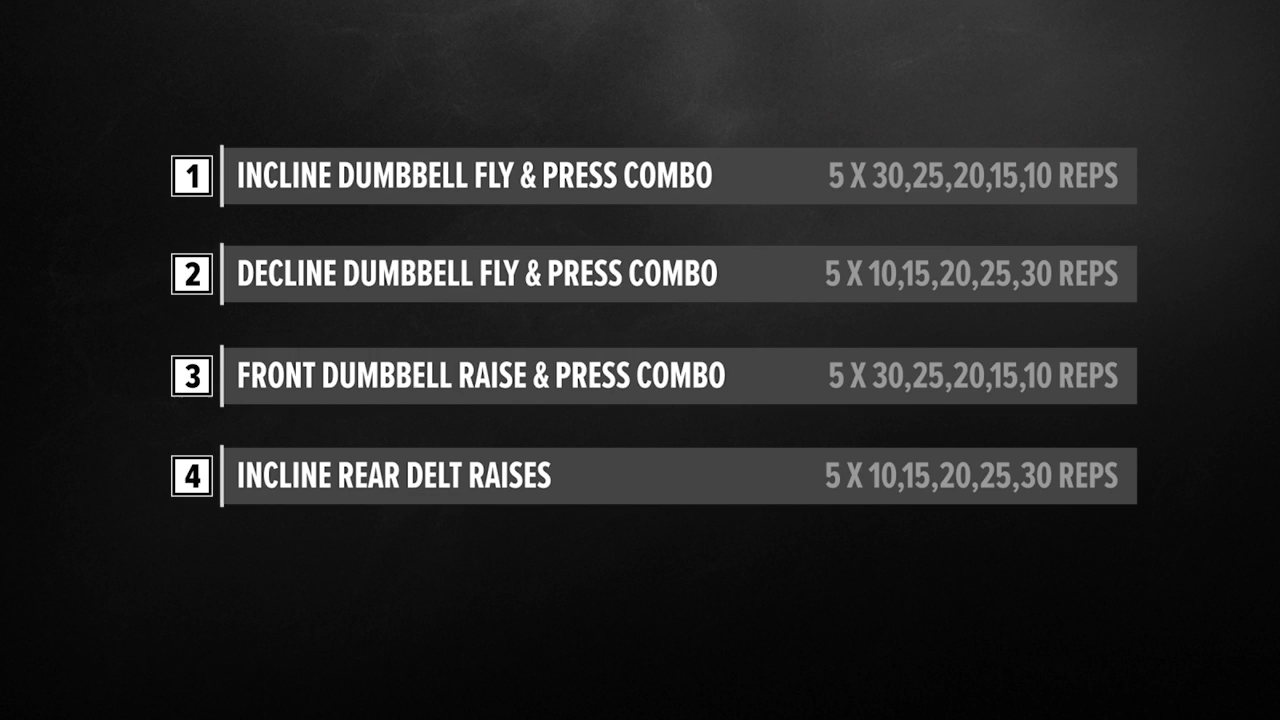 1 INCLINE DUMBBELL FLY & PRESS COMBO 5 X 30,25,20,15,10 REPS
2 DECLINE DUMBBELL FLY & PRESS COMBO 5 X 10,15,20,25,30 REPS
3 FRONT DUMBBELL RAISE & PRESS COMBO 5 X 30,25,20,15,10 REPS
4 INCLINE REAR DELT RAISES 5 X 10,15,20,25,30 REPS